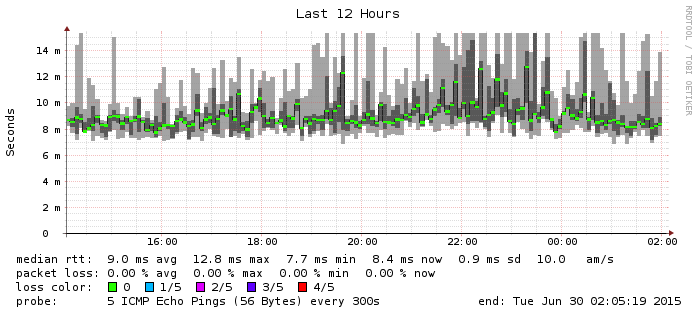 Last 12 Hours
RRDTOOL / TOBI OETIKER
Seconds
14 m
12 m
10 m
8 m
6 m
4 m
2 m
0
16:00 18:00 20:00 22:00 00:00 02:00
median rtt: 9.0 ms avg 12.8 ms max 7.7 ms min 8.4 ms now 0.9 ms sd 10.0 am/s
packet loss: 0.00 % avg 0.00 % max 0.00 % min 0.00 % now
loss color: 0 1/5 2/5 3/5 4/5
probe: 5 ICMP Echo Pings (56 Bytes) every 300s end: Tue Jun 30 02:05:19 2015